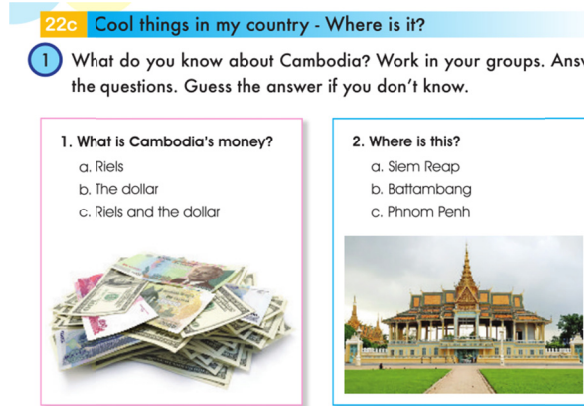 22c Cool things in my country - Where is it?
1 What do you know about Cambodia? Work in your groups.
the questions. Guess the answer if you don't know.
1. What is Cambodia's money?
a. Riels
b. The dollar
c. Riels and the dollar
2. Where is this?
a. Siem Reap
b. Battambang
c. Phnom Penh